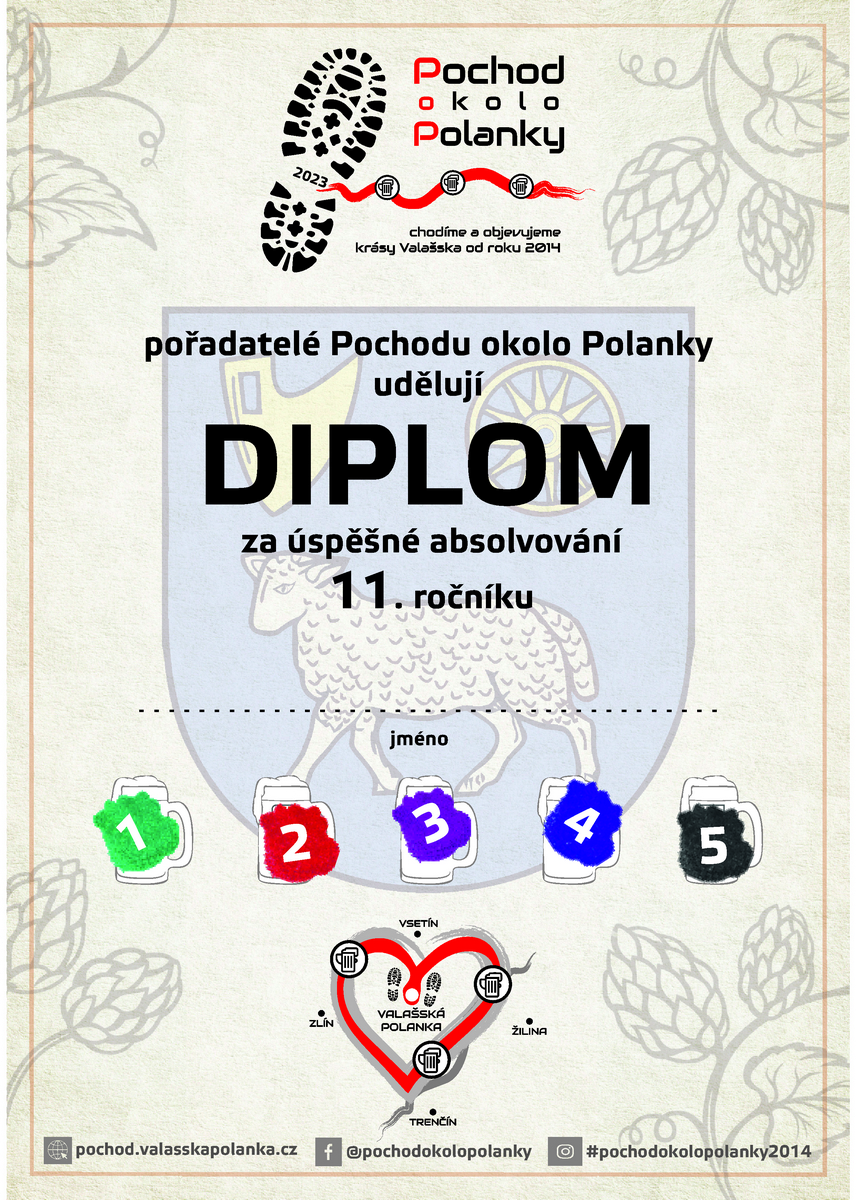 Pochod
okolo
Polanky
2023
chodíme a objevujeme
krásy Valašska od roku 2014
pořadatelé Pochodu okolo Polanky
udělují
DIPLOM
za úspěšné absolvování
11. ročníku
jméno
1 2 3 4 5
VSETÍN
VALAŠSKÁ
POLANKA
ZLÍN
ŽILINA
TRENČÍN
pochod.valasskapolanka.cz @pochodokolopolanky #pochodokolopolanky2014